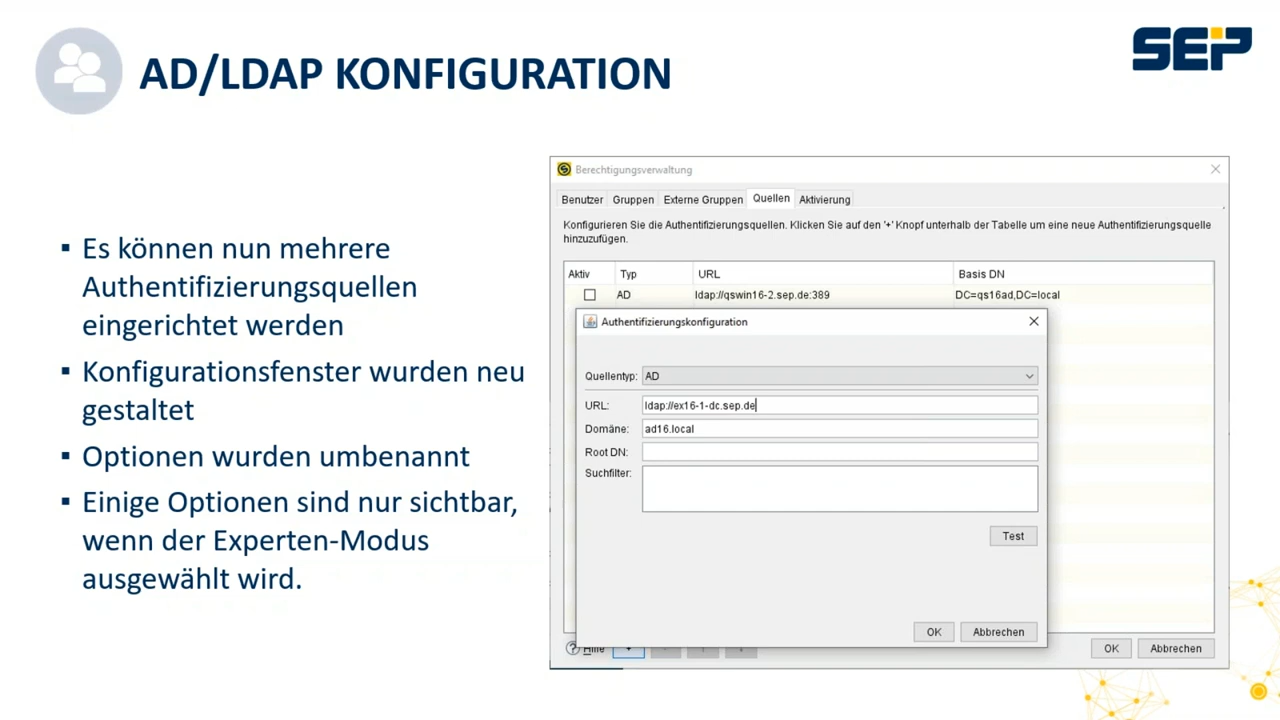 AD/LDAP KONFIGURATION
SEP
▪ Es können nun mehrere
Authentifizierungsquellen
eingerichtet werden
▪ Konfigurationsfenster wurden neu
gestaltet
▪ Optionen wurden umbenannt
▪ Einige Optionen sind nur sichtbar,
wenn der Experten-Modus
ausgewählt wird.
Berechtigungsverwaltung
Benutzer Gruppen Externe Gruppen Quellen Aktivierung
Konfigurieren Sie die Authentifizierungsquellen. Klicken Sie auf den '+' Knopf unterhalb der Tabelle um eine neue Authentifizierungsquelle
hinzuzufügen.
Aktiv Typ URL Basis DN
AD ldap://qswin16-2.sep.de:389 DC=qs16ad,DC=local
Authentifizierungskonfiguration
Quellentyp: AD
URL: ldap://ex16-1-dc.sep.de
Domäne: ad16.local
Root DN:
Suchfilter:
Test
OK Abbrechen
Hilfe
OK Abbrechen